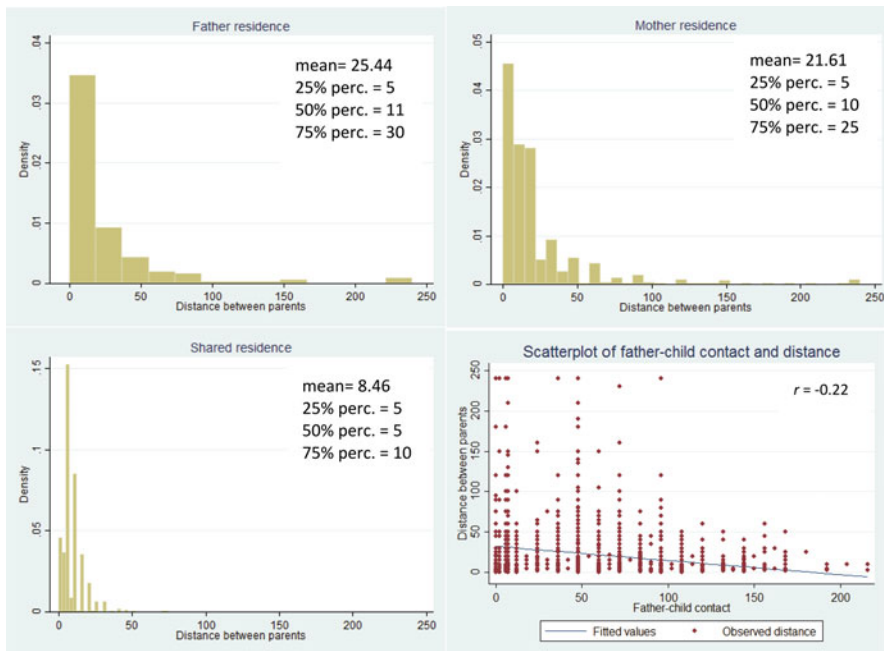 Father residence
mean= 25.44
25% perc. = 5
50% perc. = 11
75% perc. = 30
Density
.04
.03
.02
.01
0
0 50 100 150 200 250
Distance between parents
Mother residence
mean= 21.61
25% perc. = 5
50% perc. = 10
75% perc. = 25
Density
.05
.04
.03
.02
.01
0
0 50 100 150 200 250
Distance between parents
Shared residence
mean= 8.46
25% perc. = 5
50% perc. = 5
75% perc. = 10
Density
.15
.1
.05
0
0 50 100 150 200 250
Distance between parents
Scatterplot of father-child contact and distance
r = -0.22
Distance between parents
250
200
150
100
50
0
0 50 100 150 200
Father-child contact
Fitted values Observed distance